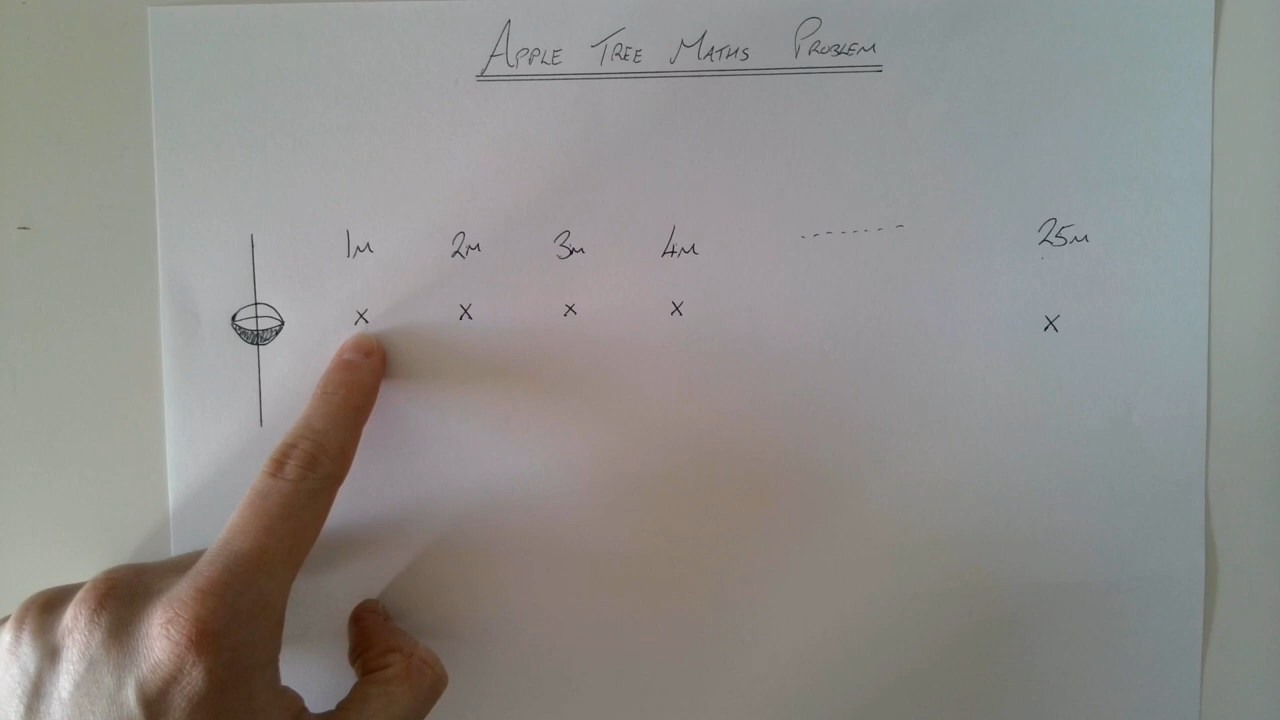 APPLE TREE MATHS PROBLEM
1M 2M 3M 4M --------- 25M
X X X X X